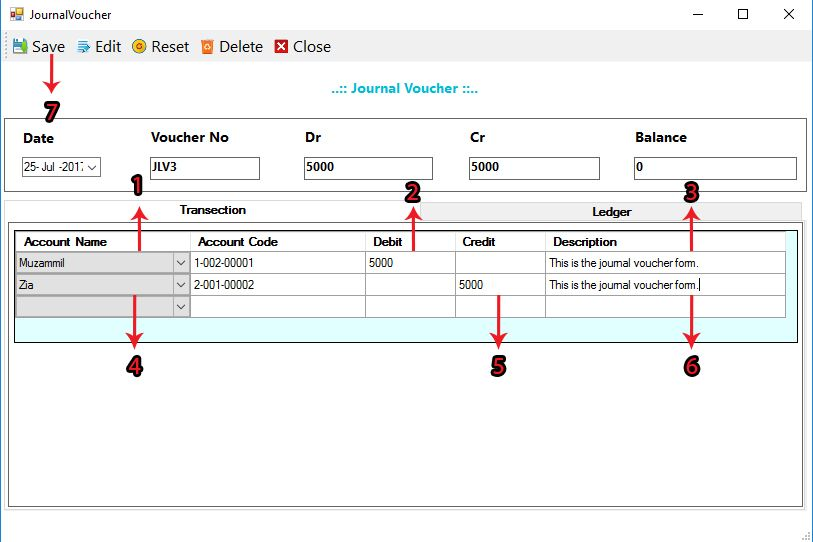 JournalVoucher
Save Edit Reset Delete Close
..:: Journal Voucher ::..
7
Date Voucher No Dr Cr Balance
25- Jul -2017 JLV3 5000 5000 0
1 2 3
Transection Ledger
Account Name Account Code Debit Credit Description
Muzammil 1-002-00001 5000 This is the journal voucher form.
Zia 2-001-00002 5000 This is the journal voucher form.
4 5 6